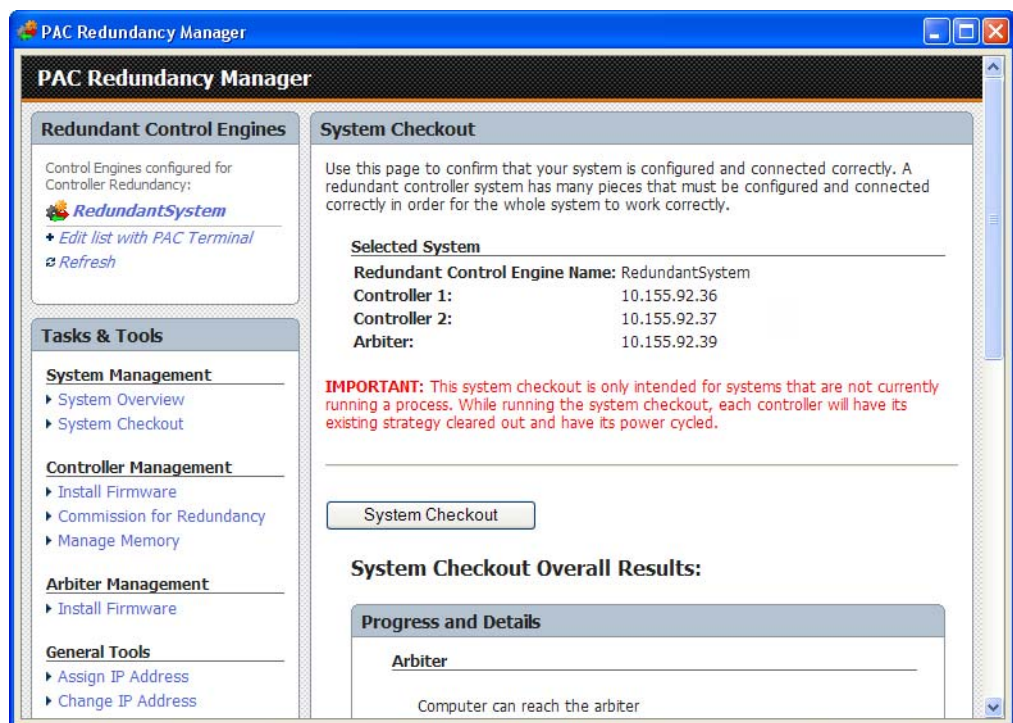 PAC Redundancy Manager
PAC Redundancy Manager
Redundant Control Engines
Control Engines configured for
Controller Redundancy:
RedundantSystem
Edit list with PAC Terminal
Refresh
Tasks & Tools
System Management
System Overview
System Checkout
Controller Management
Install Firmware
Commission for Redundancy
Manage Memory
Arbiter Management
Install Firmware
General Tools
Assign IP Address
Change IP Address
System Checkout
Use this page to confirm that your system is configured and connected correctly. A
redundant controller system has many pieces that must be configured and connected
correctly in order for the whole system to work correctly.
Selected System
Redundant Control Engine Name: RedundantSystem
Controller 1: 10.155.92.36
Controller 2: 10.155.92.37
Arbiter: 10.155.92.39
IMPORTANT: This system checkout is only intended for systems that are not currently
running a process. While running the system checkout, each controller will have its
existing strategy cleared out and have its power cycled.
System Checkout
System Checkout Overall Results:
Progress and Details
Arbiter
Computer can reach the arbiter